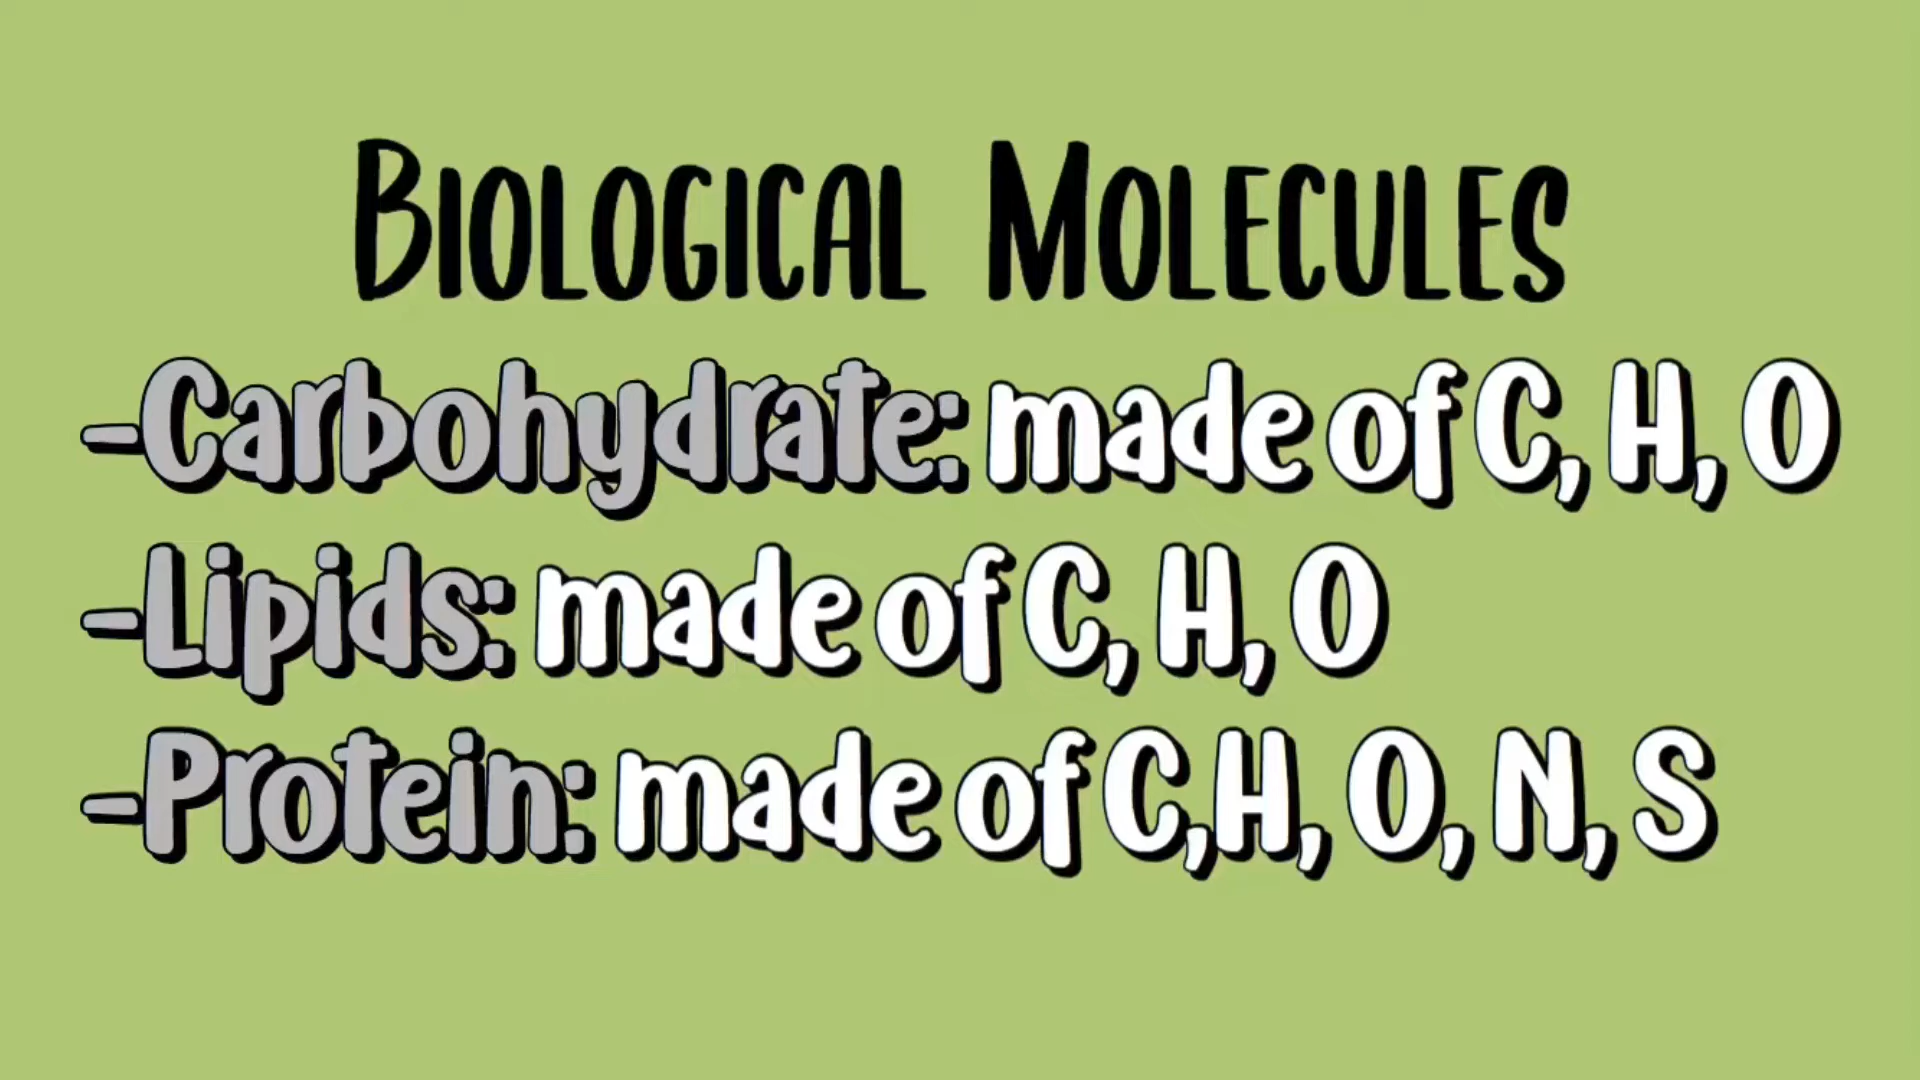 BIOLOGICAL MOLECULES
-Carbohydrate: made of C, H, O
-Lipids: made of C, H, O
-Protein: made of C,H, O, N, S